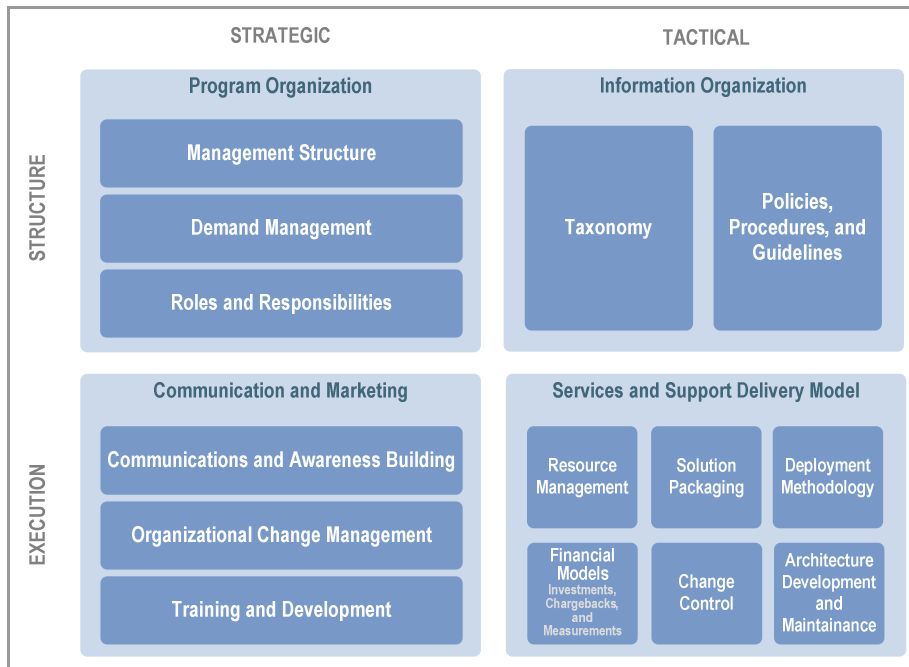 STRATEGIC
TACTICAL
STRUCTURE
Program Organization
Management Structure
Demand Management
Roles and Responsibilities
Information Organization
Taxonomy
Policies,
Procedures, and
Guidelines
EXECUTION
Communication and Marketing
Communications and Awareness Building
Organizational Change Management
Training and Development
Services and Support Delivery Model
Resource
Management
Solution
Packaging
Deployment
Methodology
Financial
Models
Investments,
Chargebacks,
and
Measurements
Change
Control
Architecture
Development
and
Maintainance